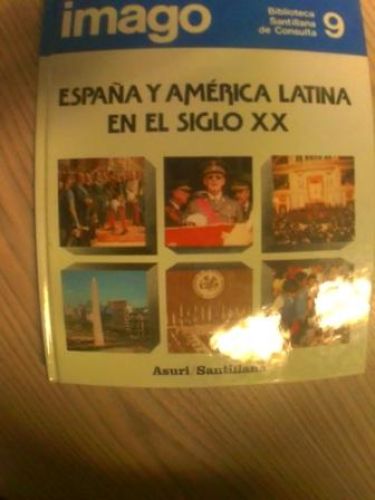 imago
Biblioteca
Santillana
de Consulta
9
ESPAÑA Y AMÉRICA LATINA
EN EL SIGLO XX
Asuri/Santillana